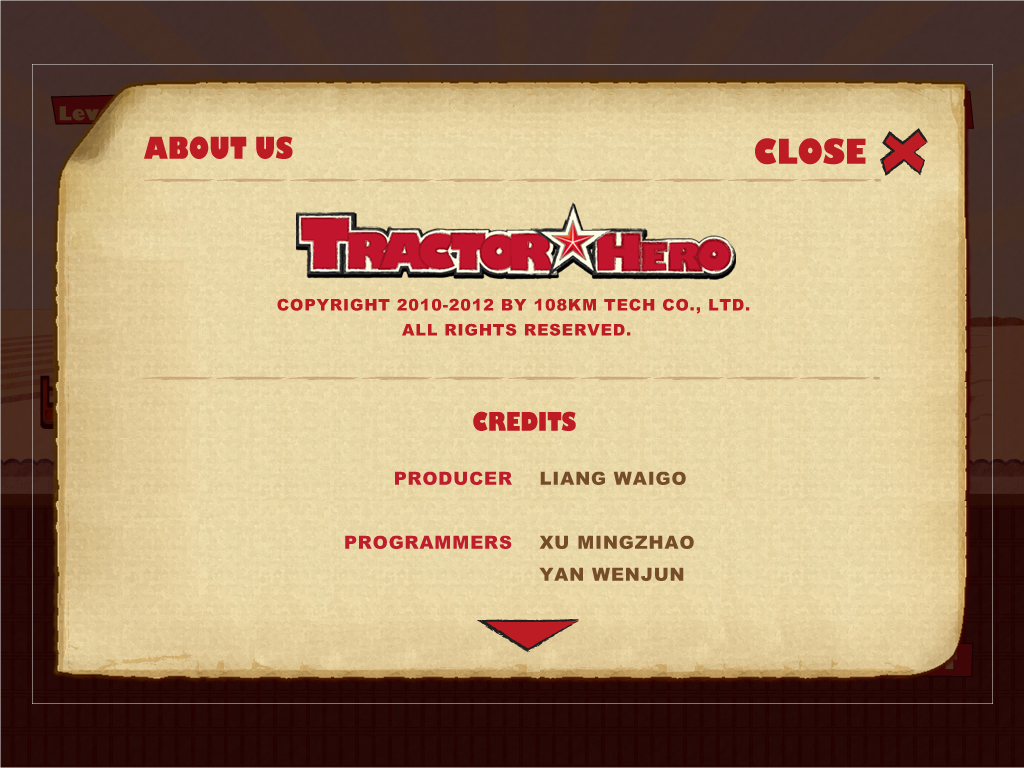 ABOUT US
CLOSE
TRACTOR HERO
COPYRIGHT 2010-2012 BY 108KM TECH CO., LTD.
ALL RIGHTS RESERVED.
CREDITS
PRODUCER LIANG WAIGO
PROGRAMMERS XU MINGZHAO
YAN WENJUN